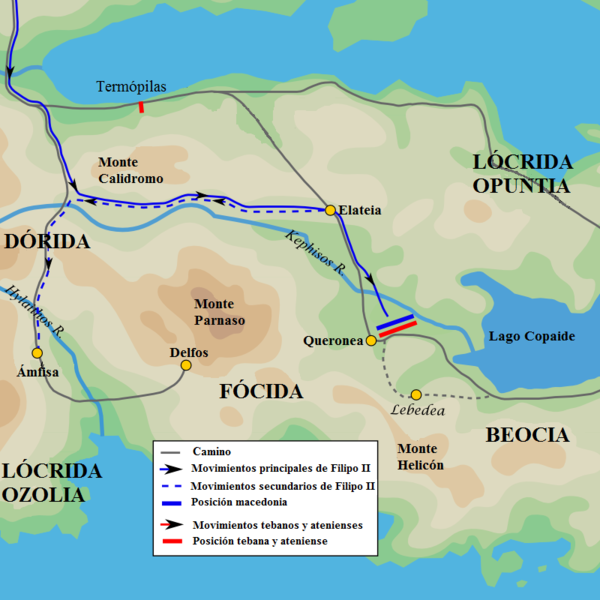 Termópilas
Monte
Calidromo
LÓCRIDA
OPUNTIA
Elateia
DÓRIDA
Kephisos R.
Hylaithos R.
Monte
Parnaso
Queronea
Lago Copaide
Delfos
Ámfisa
FÓCIDA
Lebedea
BEOCIA
Monte
Helicón
LÓCRIDA
OZOLIA
Camino
Movimientos principales de Filipo II
Movimientos secundarios de Filipo II
Posición macedonia
Movimientos tebanos y atenienses
Posición tebana y ateniense